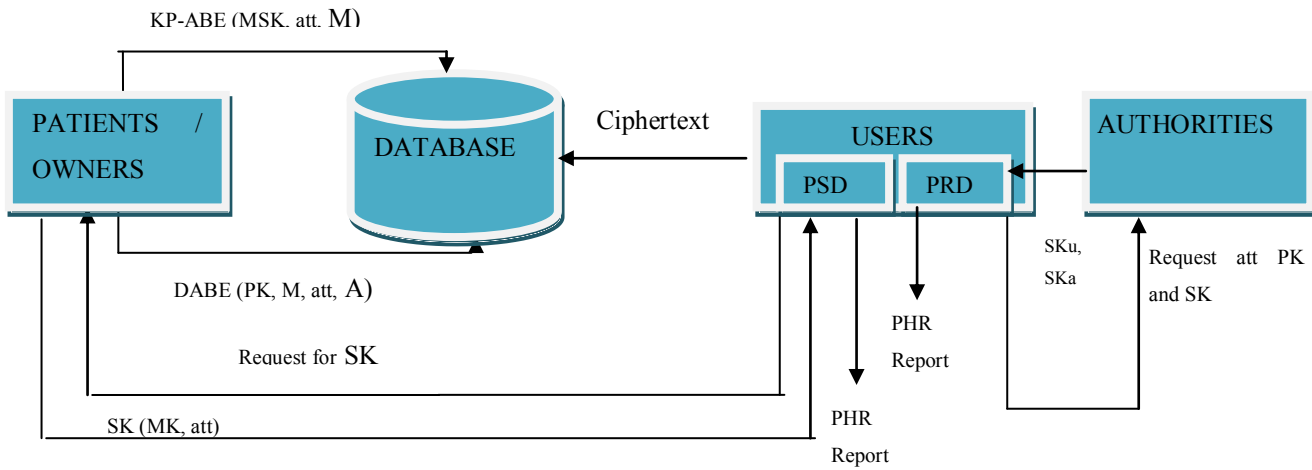 KP-ABE (MSK, att, M)
PATIENTS /
OWNERS
DATABASE
Ciphertext
USERS
PSD
PRD
AUTHORITIES
SKu,
SKa
Request att PK
and SK
DABE (PK, M, att, A)
PHR
Report
Request for SK
SK (MK, att)
PHR
Report